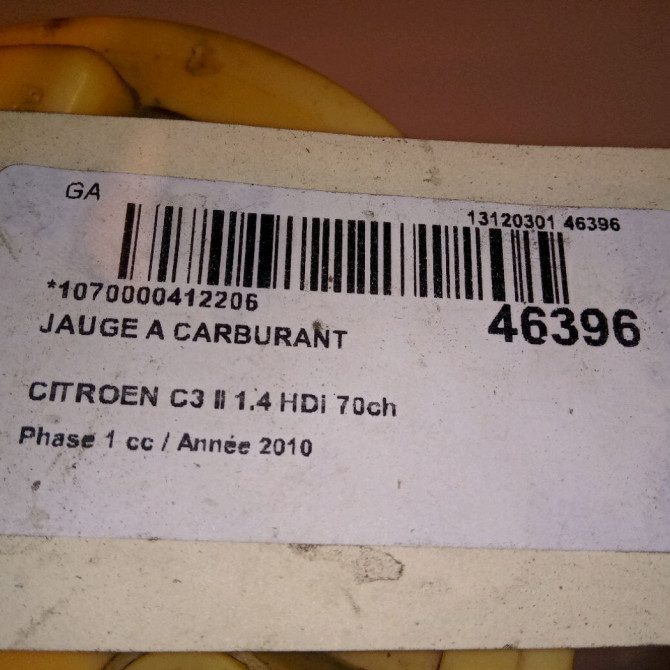 GA
13120301 46396
*1070000412206
46396
JAUGE A CARBURANT
CITROEN C3 II 1.4 HDi 70ch
Phase 1 cc / Année 2010